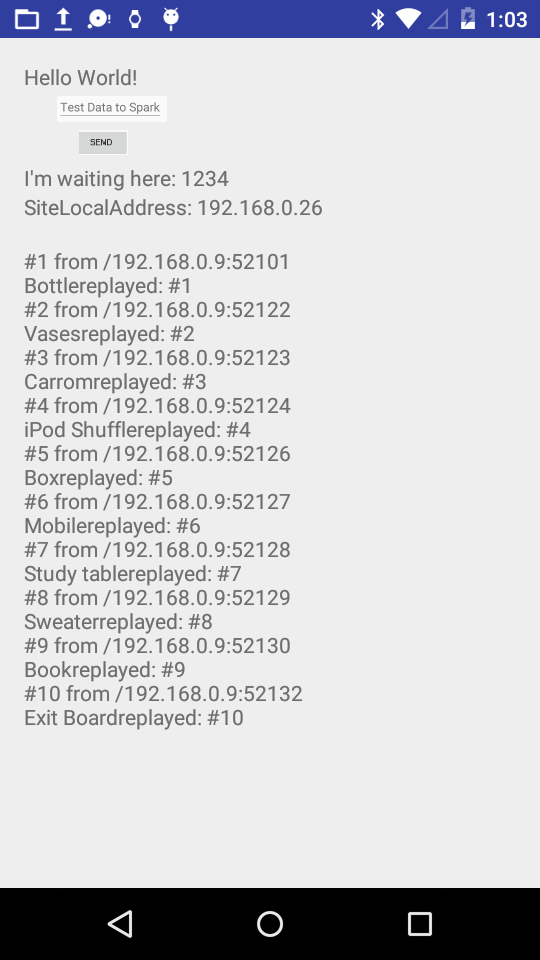 1:03
Hello World!
Test Data to Spark
SEND
I'm waiting here: 1234
SiteLocalAddress: 192.168.0.26
#1 from /192.168.0.9:52101
Bottlereplayed: #1
#2 from /192.168.0.9:52122
Vasesreplayed: #2
#3 from /192.168.0.9:52123
Carromreplayed: #3
#4 from /192.168.0.9:52124
iPod Shufflereplayed: #4
#5 from /192.168.0.9:52126
Boxreplayed: #5
#6 from /192.168.0.9:52127
Mobilereplayed: #6
#7 from /192.168.0.9:52128
Study tablereplayed: #7
#8 from /192.168.0.9:52129
Sweaterreplayed: #8
#9 from /192.168.0.9:52130
Bookreplayed: #9
#10 from /192.168.0.9:52132
Exit Boardreplayed: #10